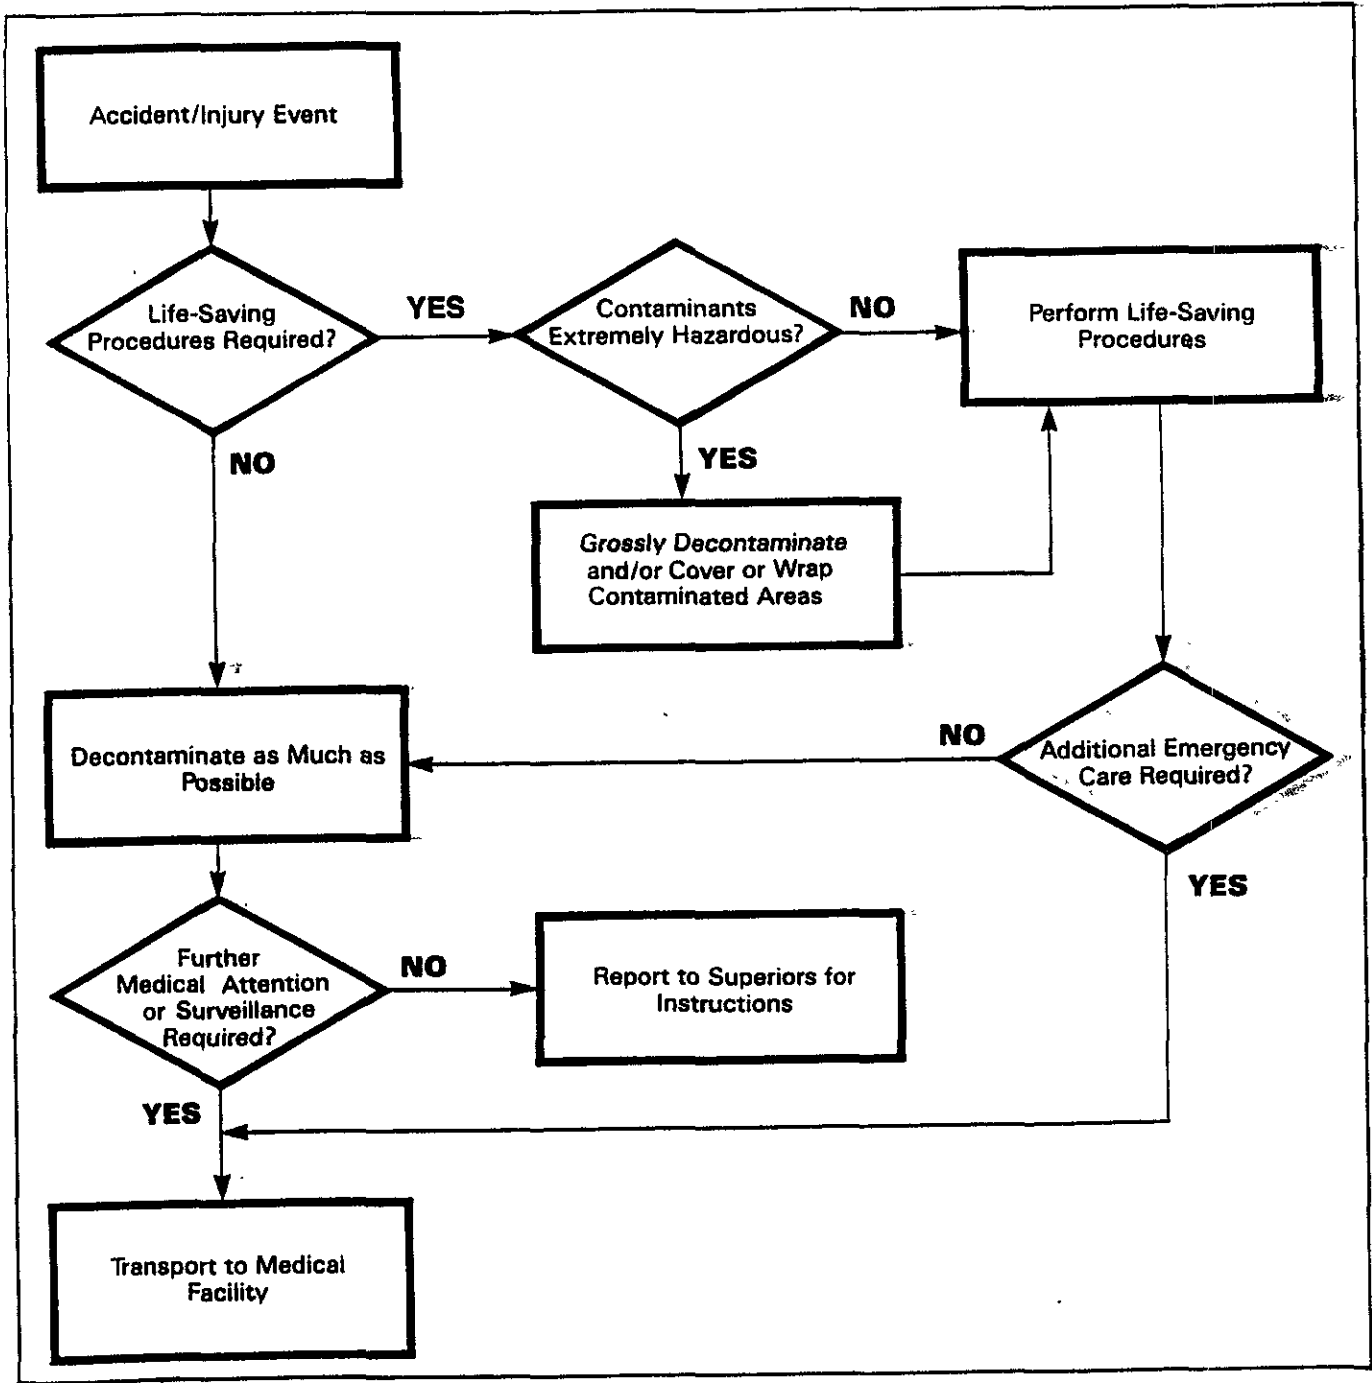 Accident/Injury Event
Life-Saving
Procedures Required?
YES
Contaminants
Extremely Hazardous?
NO
Perform Life-Saving
Procedures
NO
YES
Grossly Decontaminate
and/or Cover or Wrap
Contaminated Areas
Decontaminate as Much as
Possible
NO
Additional Emergency
Care Required?
YES
Further
Medical Attention
or Surveillance
Required?
NO
Report to Superiors for
Instructions
YES
Transport to Medical
Facility